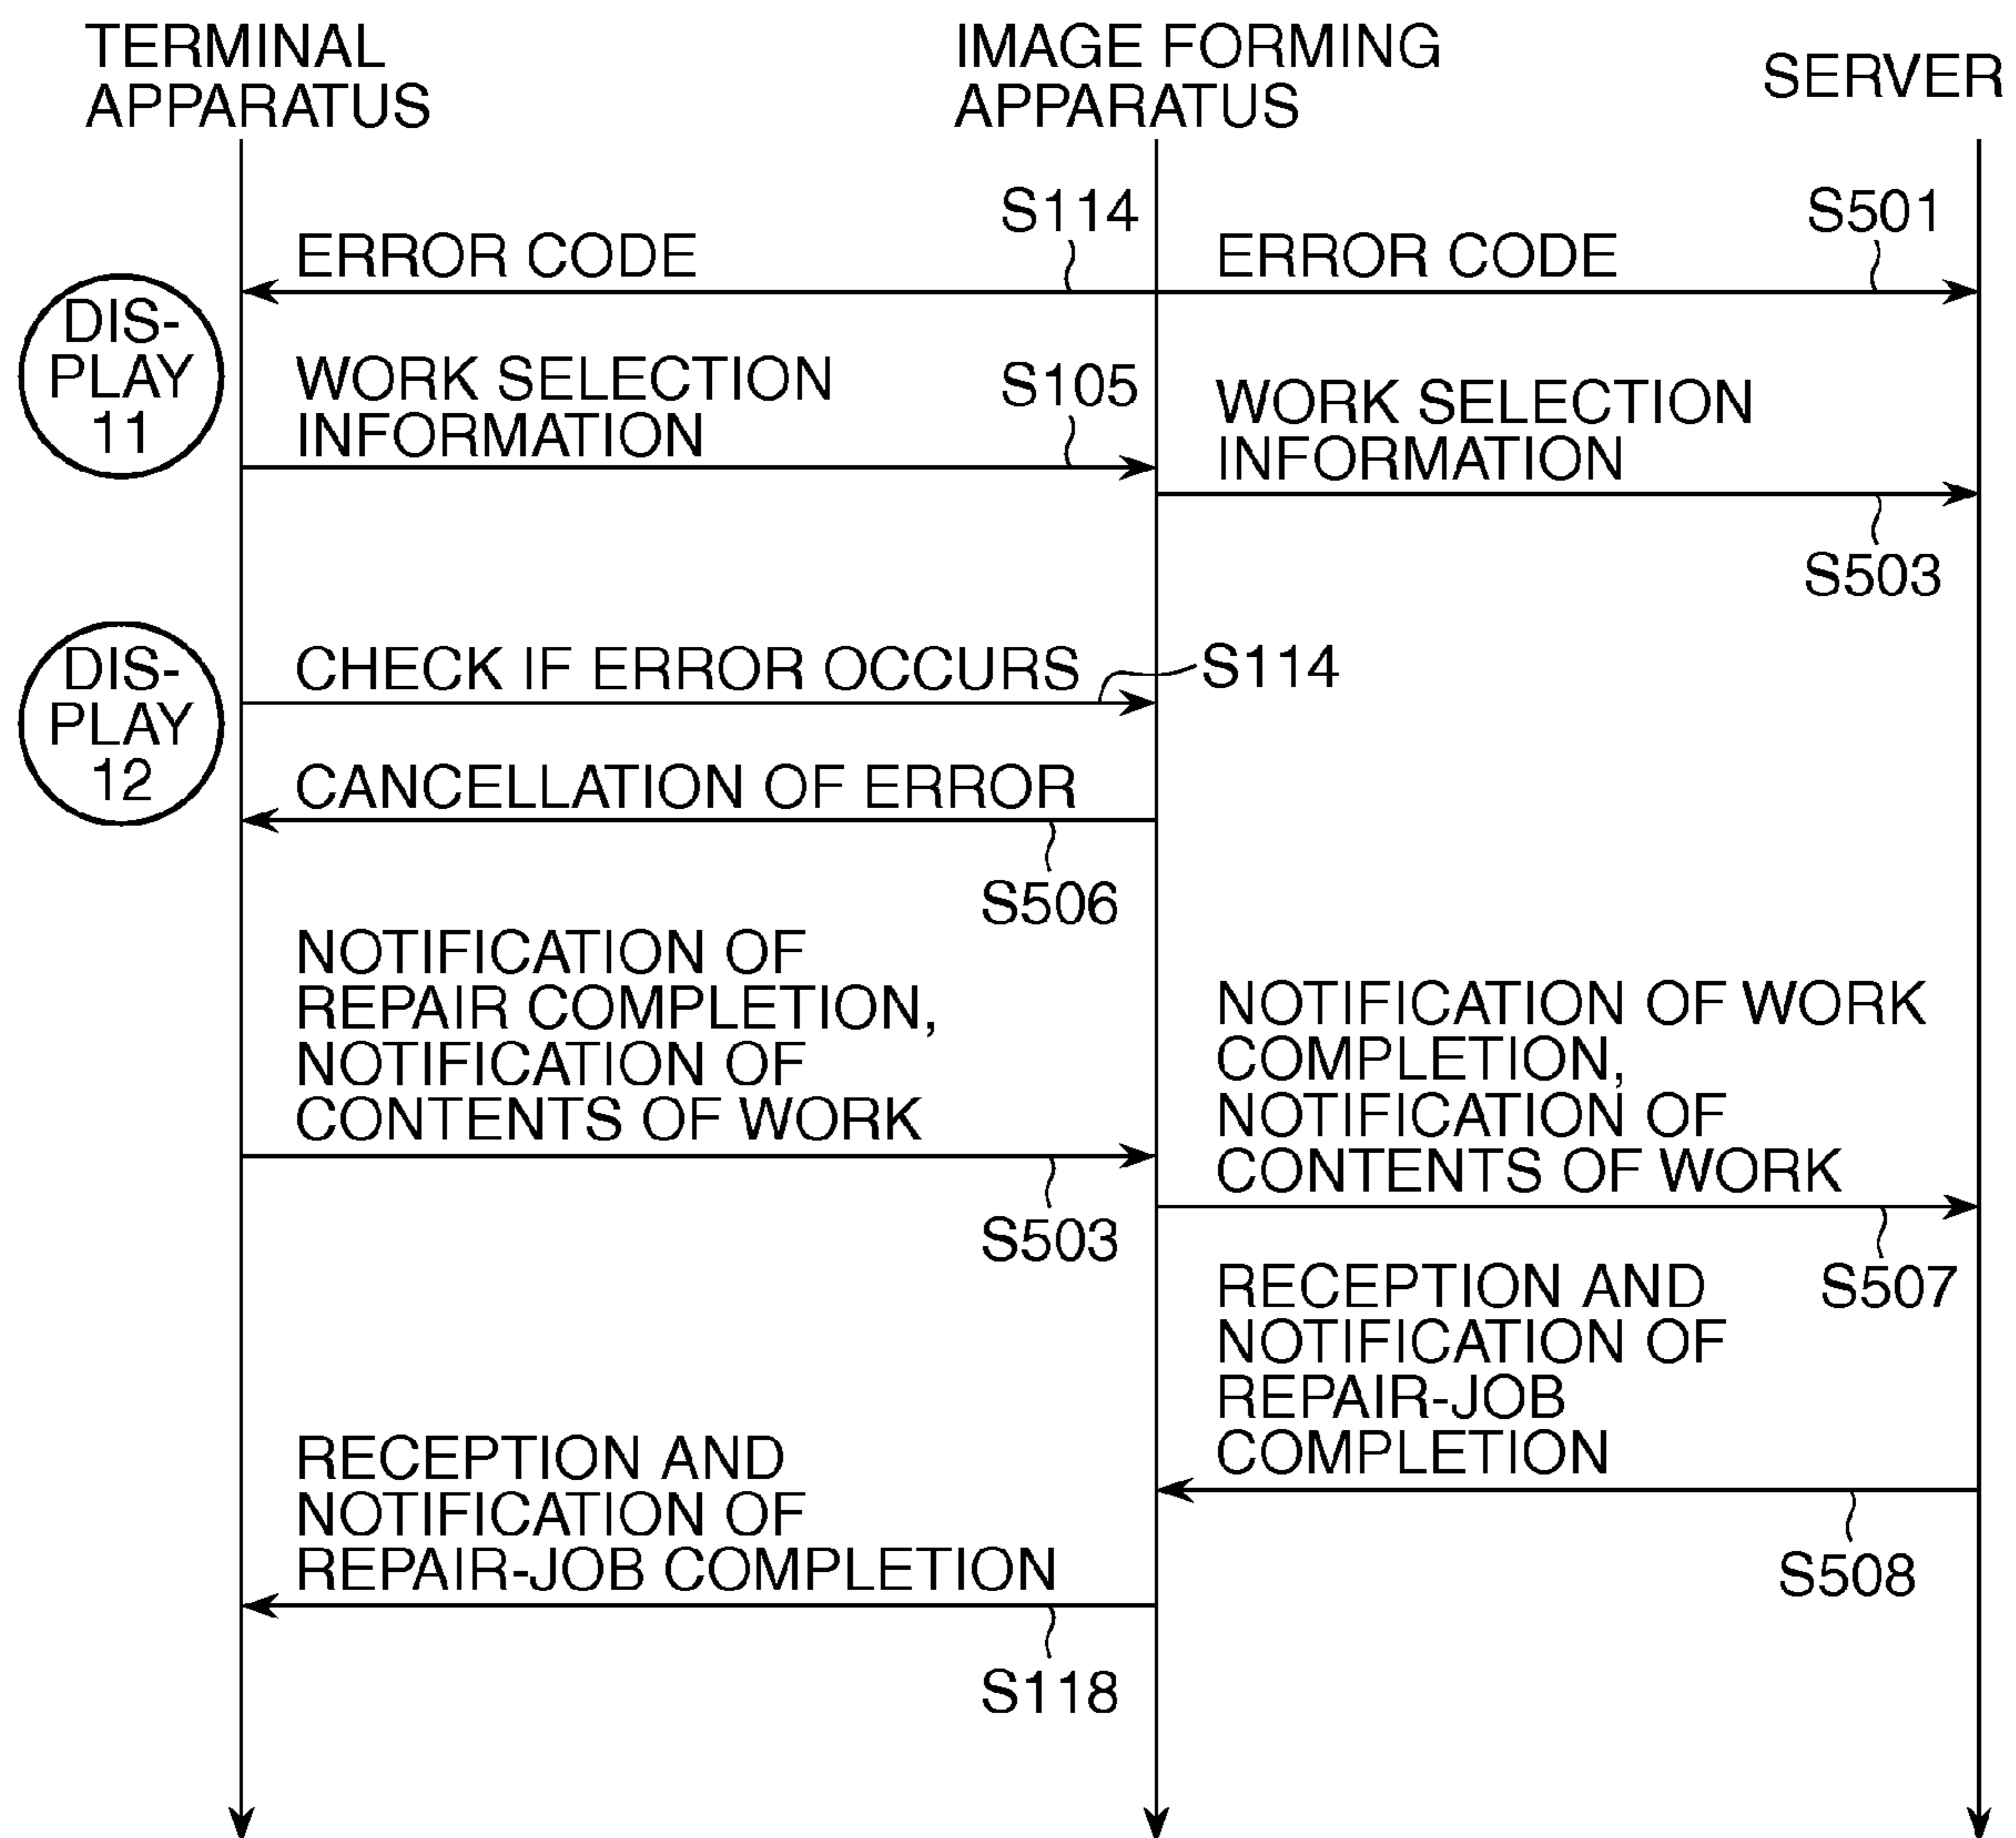 TERMINAL
APPARATUS
IMAGE FORMING
APPARATUS
SERVER
S114
S501
ERROR CODE
ERROR CODE
DIS-
PLAY
11
WORK SELECTION
INFORMATION
S105
WORK SELECTION
INFORMATION
S503
DIS-
PLAY
12
CHECK IF ERROR OCCURS
S114
CANCELLATION OF ERROR
S506
NOTIFICATION OF
REPAIR COMPLETION,
NOTIFICATION OF
CONTENTS OF WORK
S503
NOTIFICATION OF WORK
COMPLETION,
NOTIFICATION OF
CONTENTS OF WORK
S507
RECEPTION AND
NOTIFICATION OF
REPAIR-JOB
COMPLETION
S508
RECEPTION AND
NOTIFICATION OF
REPAIR-JOB COMPLETION
S118